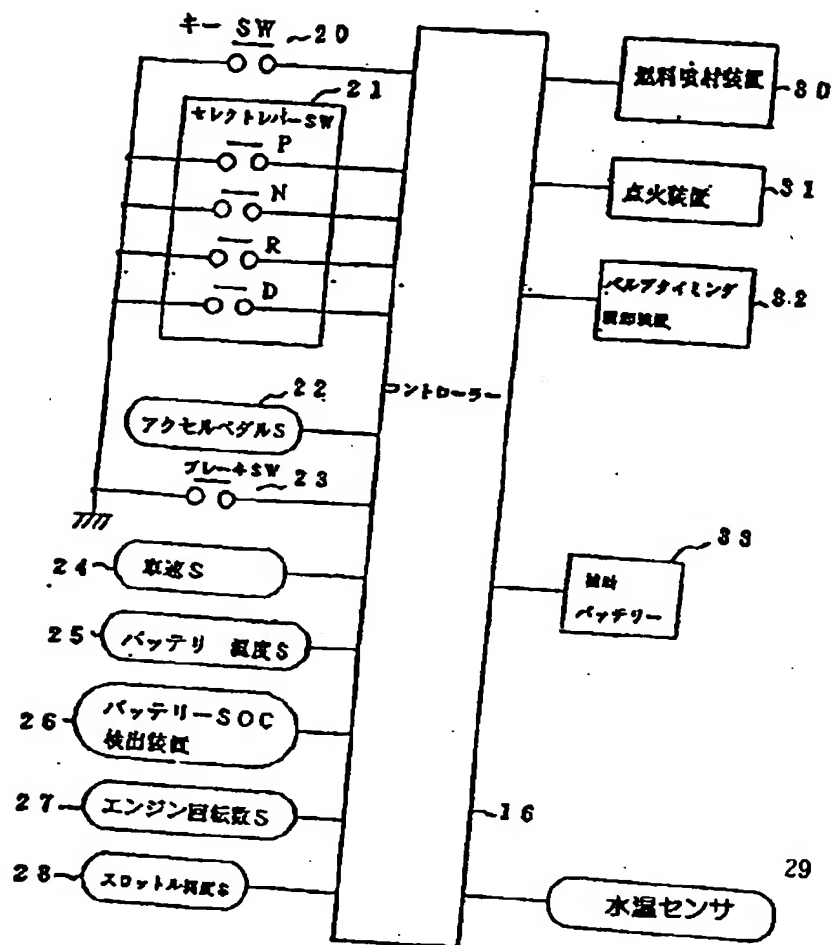 キー SW
20
21
セレクトレバーSW
P
N
R
D
22
アクセルペダルS
ブレーキSW
23
24
車速S
25
バッテリ 温度S
26
バッテリーSOC
検出装置
27
エンジン回転数S
28
スロットル S
コントローラー
16
燃料噴射装置
30
点火装置
31
バルブタイミング
装置
32
33
補助
バッテリー
29
水温センサ